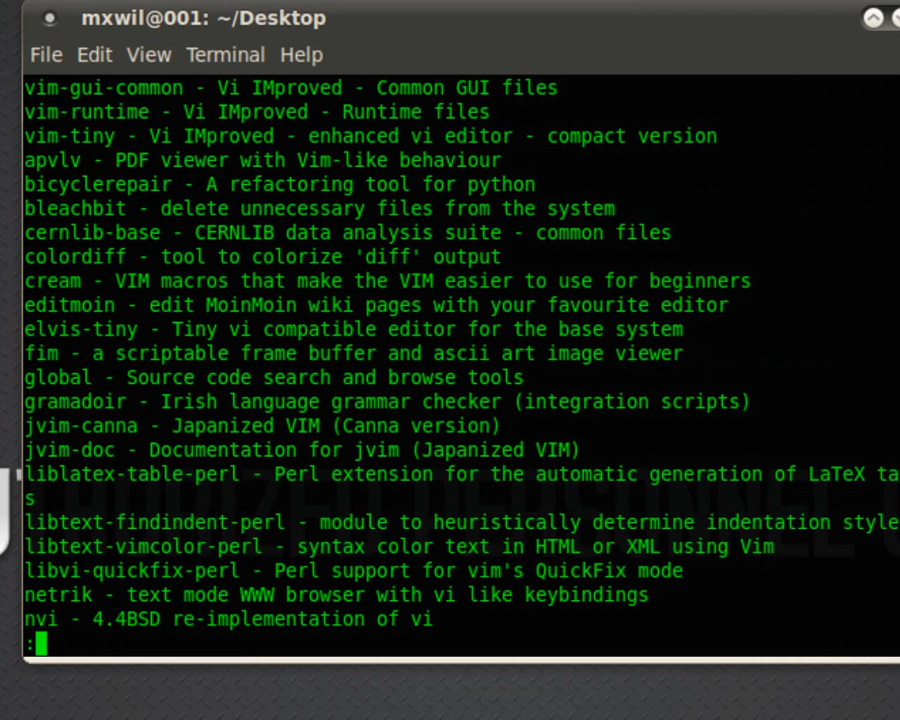 mxwil@001: ~/Desktop
File Edit View Terminal Help
vim-gui-common - Vi IMproved - Common GUI files
vim-runtime - Vi IMproved - Runtime files
vim-tiny - Vi IMproved - enhanced vi editor - compact version
apvlv - PDF viewer with Vim-like behaviour
bicyclerepair - A refactoring tool for python
bleachbit - delete unnecessary files from the system
cernlib-base - CERNLIB data analysis suite - common files
colordiff - tool to colorize 'diff' output
cream - VIM macros that make the VIM easier to use for beginners
editmoin - edit MoinMoin wiki pages with your favourite editor
elvis-tiny - Tiny vi compatible editor for the base system
fim - a scriptable frame buffer and ascii art image viewer
global - Source code search and browse tools
gramadoir - Irish language grammar checker (integration scripts)
jvim-canna - Japanized VIM (Canna version)
jvim-doc - Documentation for jvim (Japanized VIM)
liblatex-table-perl - Perl extension for the automatic generation of LaTeX ta
s
libtext-findindent-perl - module to heuristically determine indentation style
libtext-vimcolor-perl - syntax color text in HTML or XML using Vim
libvi-quickfix-perl - Perl support for vim's QuickFix mode
netrik - text mode WWW browser with vi like keybindings
nvi - 4.4BSD re-implementation of vi
: